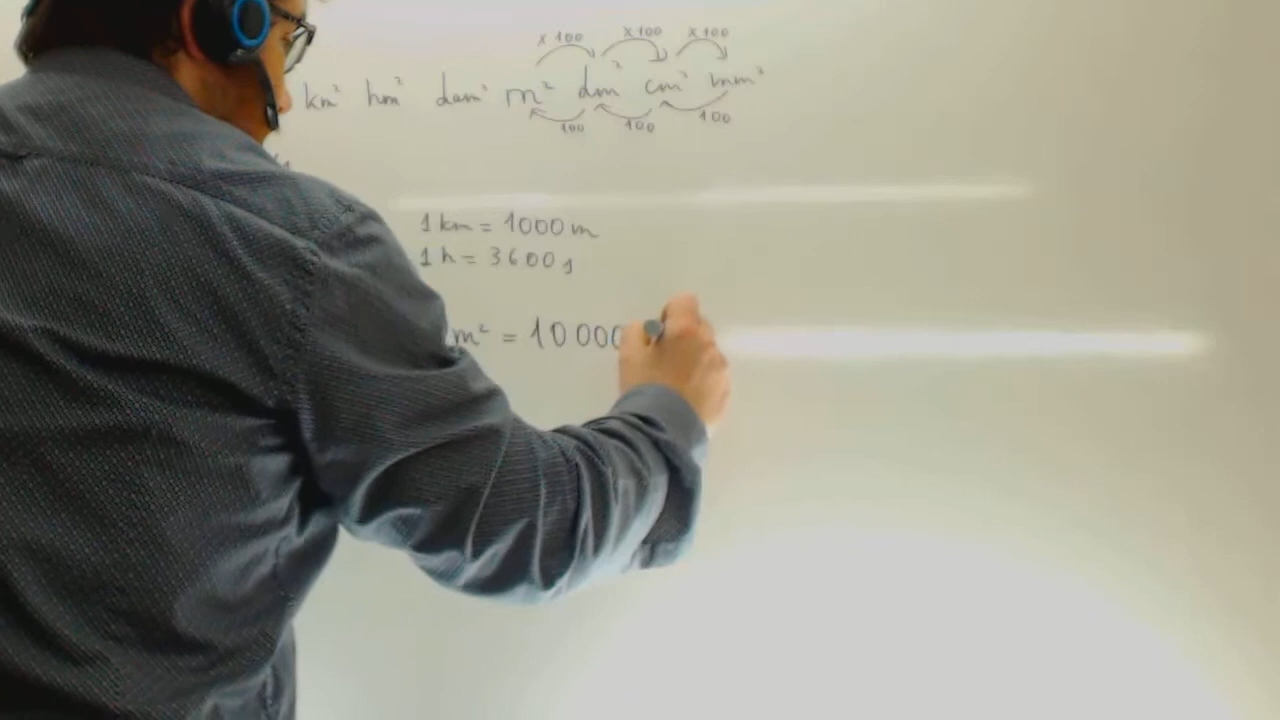 x 100 x 100 x 100
km² hm² dam² m² dm² cm² mm²
100 100 100
1 km = 1000 m
1 h = 3600 s
m² = 10 000